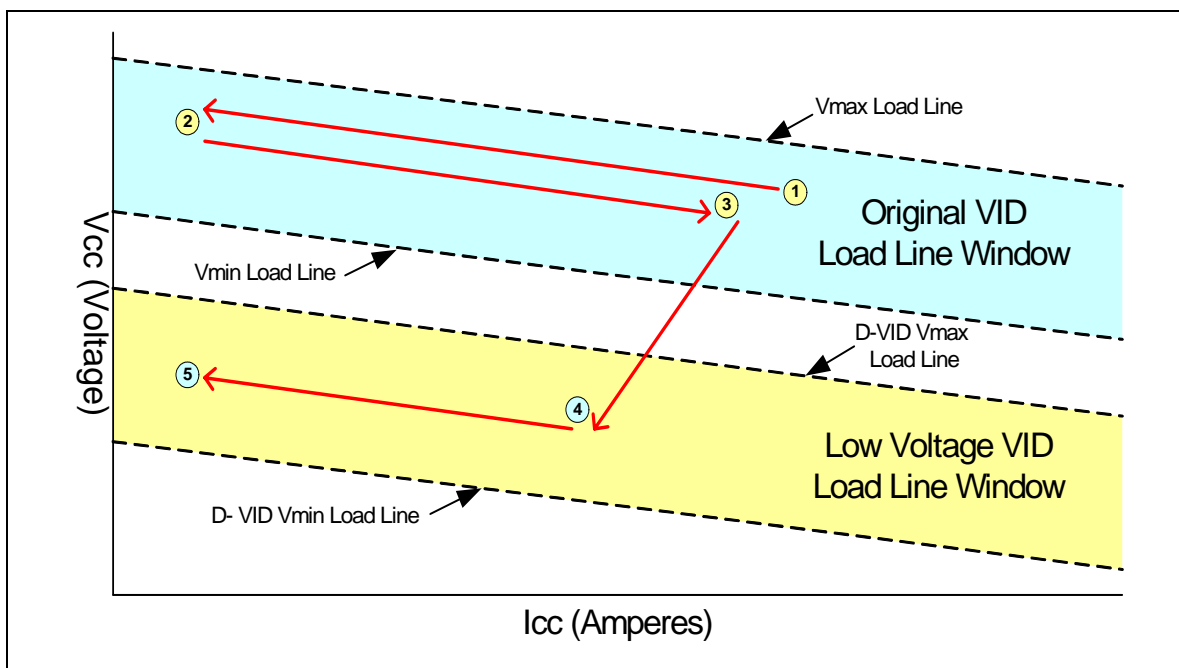 Vmax Load Line
2
1
3
Original VID
Load Line Window
Vcc (Voltage)
Vmin Load Line
D-VID Vmax
Load Line
5
4
Low Voltage VID
Load Line Window
D- VID Vmin Load Line
Icc (Amperes)